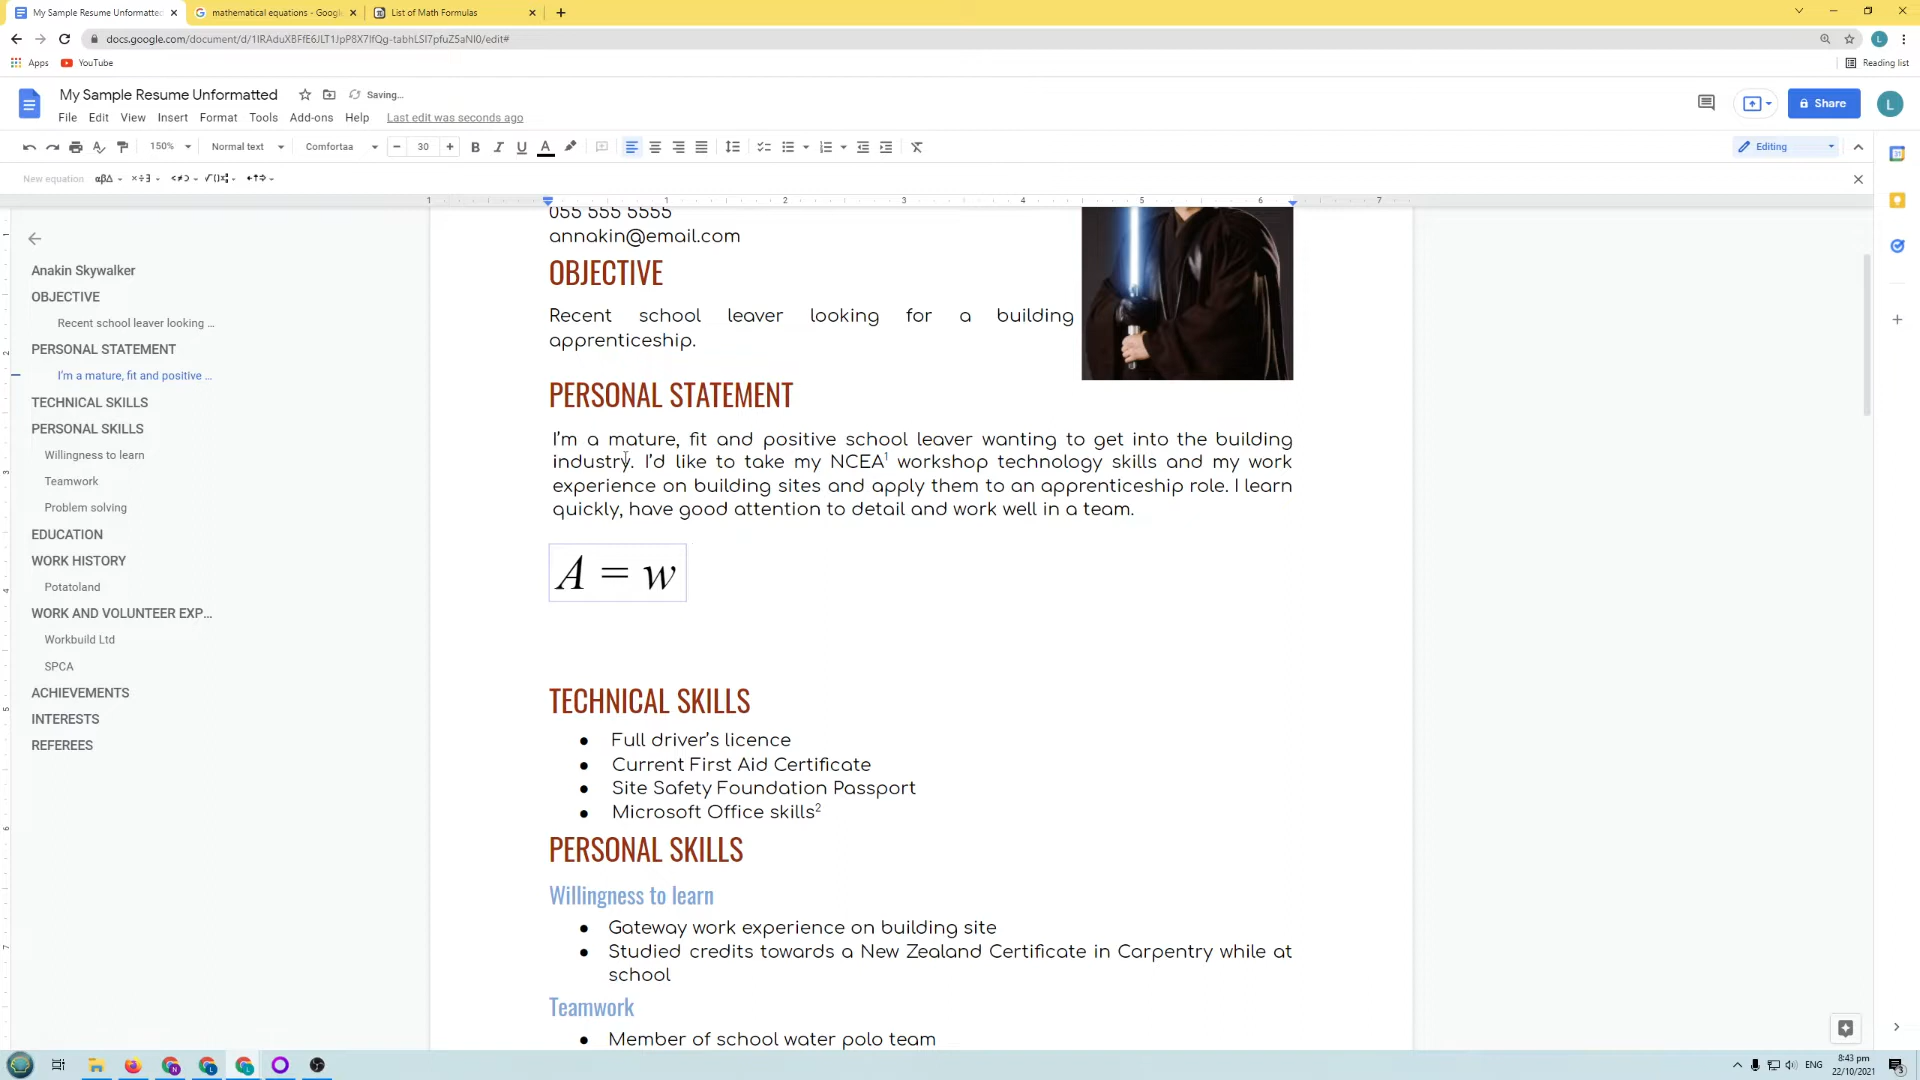 My Sample Resume Unformatted
mathematical equations - Google
List of Math Formulas
docs.google.com/document/d/1IRAduX8FfE6JLT1JpP8X7IfQg-tabhLSI7pfuZ5aNI0/edit#
Apps
YouTube
Reading list
My Sample Resume Unformatted
Saving...
Share
L
File Edit View Insert Format Tools Add-ons Help Last edit was seconds ago
150% Normal text Comfortaa 30 Editing
New equation
1 1 2 3 4 5 6 7
Anakin Skywalker
OBJECTIVE
Recent school leaver looking ...
PERSONAL STATEMENT
I'm a mature, fit and positive ...
TECHNICAL SKILLS
PERSONAL SKILLS
Willingness to learn
Teamwork
Problem solving
EDUCATION
WORK HISTORY
Potatoland
WORK AND VOLUNTEER EXP...
Workbuild Ltd
SPCA
ACHIEVEMENTS
INTERESTS
REFEREES
055 555 5555
annakin@email.com
OBJECTIVE
Recent school leaver looking for a building
apprenticeship.
PERSONAL STATEMENT
I'm a mature, fit and positive school leaver wanting to get into the building
industry. I'd like to take my NCEA¹ workshop technology skills and my work
experience on building sites and apply them to an apprenticeship role. I learn
quickly, have good attention to detail and work well in a team.
A = w
TECHNICAL SKILLS
● Full driver's licence
● Current First Aid Certificate
● Site Safety Foundation Passport
● Microsoft Office skills²
PERSONAL SKILLS
Willingness to learn
● Gateway work experience on building site
● Studied credits towards a New Zealand Certificate in Carpentry while at
school
Teamwork
● Member of school water polo team
ENG
8:43 pm
22/10/2021